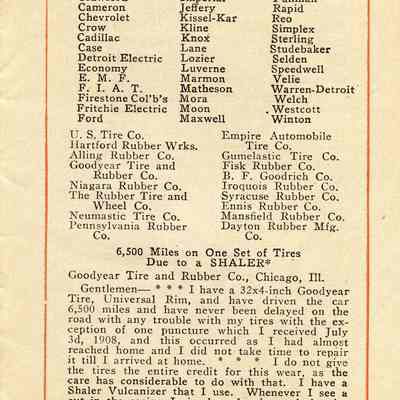 Cameron Jeffery Rapid
Chevrolet Kissel-Kar Reo
Crow Kline Simplex
Cadillac Knox Sterling
Case Lane Studebaker
Detroit Electric Lozier Selden
Economy Luverne Speedwell
E. M. F. Marmon Velie
F. I. A. T. Matheson Warren-Detroit
Firestone Col'b's Mora Welch
Fritchie Electric Moon Westcott
Ford Maxwell Winton
U. S. Tire Co.
Hartford Rubber Wrks.
Alling Rubber Co.
Goodyear Tire and
Rubber Co.
Niagara Rubber Co.
The Rubber Tire and
Wheel Co.
Neumastic Tire Co.
Pennsylvania Rubber
Co.
Empire Automobile
Tire Co.
Gumelastic Tire Co.
Fisk Rubber Co.
B. F. Goodrich Co.
Iroquois Rubber Co.
Syracuse Rubber Co.
Ennis Rubber Co.
Mansfield Rubber Co.
Dayton Rubber Mfg.
Co.
6,500 Miles on One Set of Tires
Due to a SHALER*
Goodyear Tire and Rubber Co., Chicago, Ill.
Gentlemen— * * * I have a 32x4-inch Goodyear
Tire, Universal Rim, and have driven the car
6,500 miles and have never been delayed on the
road with any trouble with my tires with the ex-
ception of one puncture which I received July
3d, 1908, and this occurred as I had almost
reached home and I did not take time to repair
it till I arrived at home. * * * I do not give
the tires the entire credit for this wear, as the
care has considerable to do with that. I have a
Shaler Vulcanizer that I use. Whenever I see a